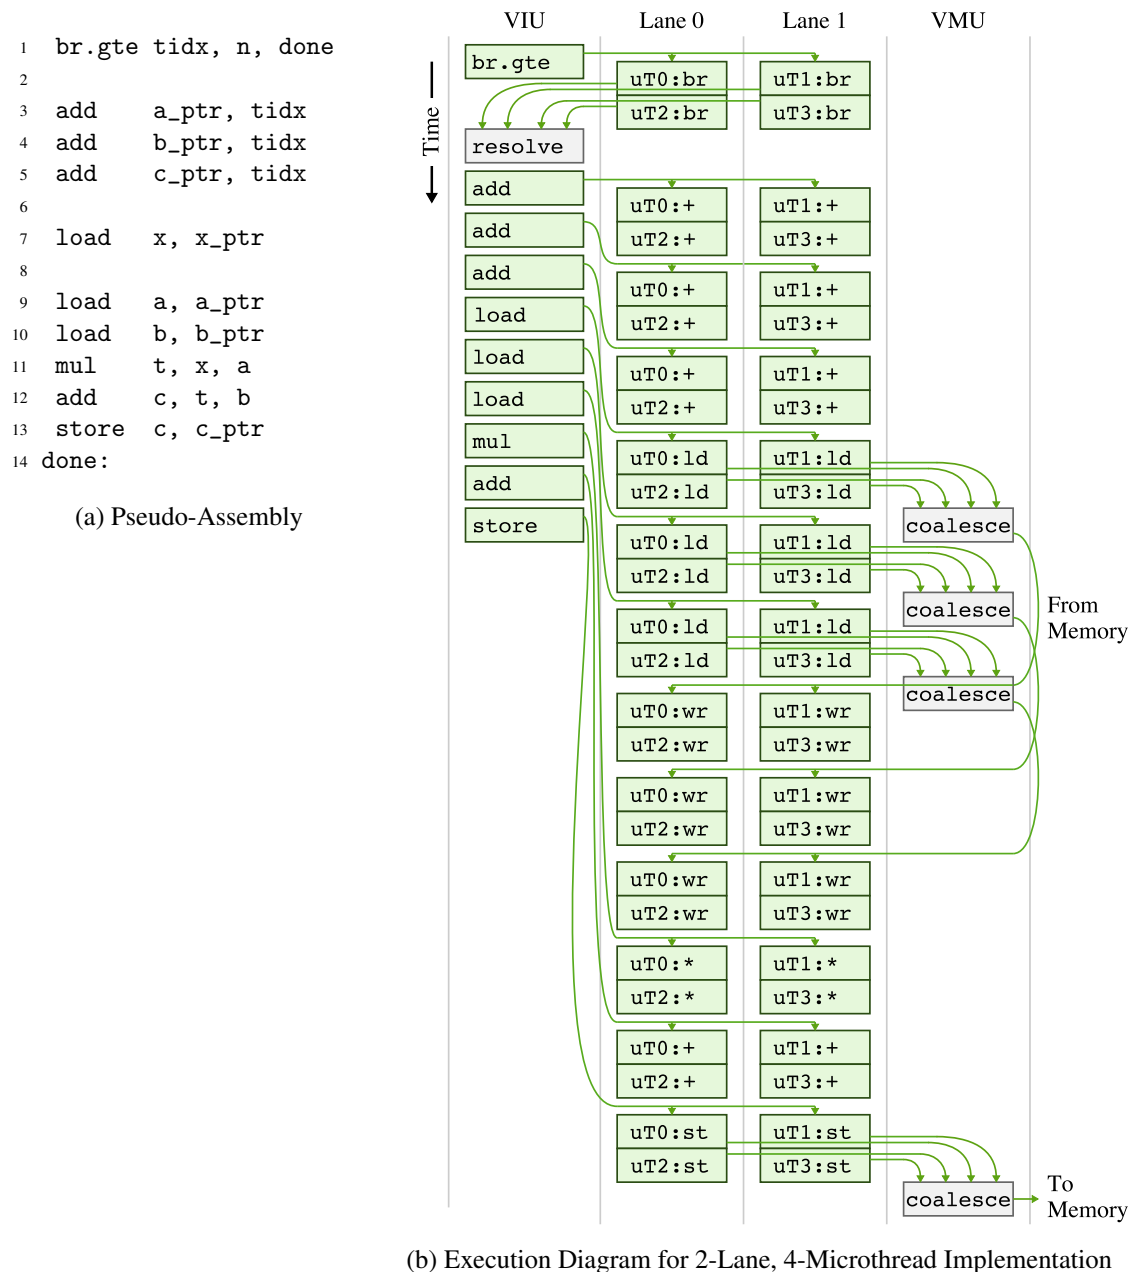 1 br.gte tidx, n, done
2
3 add a_ptr, tidx
4 add b_ptr, tidx
5 add c_ptr, tidx
6
7 load x, x_ptr
8
9 load a, a_ptr
10 load b, b_ptr
11 mul t, x, a
12 add c, t, b
13 store c, c_ptr
14 done:
(a) Pseudo-Assembly
Time
VIU Lane 0 Lane 1 VMU
br.gte
uT0:br uT1:br
uT2:br uT3:br
resolve
add
uT0:+ uT1:+
add
uT2:+ uT3:+
add
uT0:+ uT1:+
load
uT2:+ uT3:+
load
uT0:+ uT1:+
load
uT2:+ uT3:+
mul
uT0:ld uT1:ld
add
uT2:ld uT3:ld
store
coalesce
uT0:ld uT1:ld
uT2:ld uT3:ld
coalesce
From
Memory
uT0:ld uT1:ld
uT2:ld uT3:ld
coalesce
uT0:wr uT1:wr
uT2:wr uT3:wr
uT0:wr uT1:wr
uT2:wr uT3:wr
uT0:wr uT1:wr
uT2:wr uT3:wr
uT0:* uT1:*
uT2:* uT3:*
uT0:+ uT1:+
uT2:+ uT3:+
uT0:st uT1:st
uT2:st uT3:st
coalesce
To
Memory
(b) Execution Diagram for 2-Lane, 4-Microthread Implementation